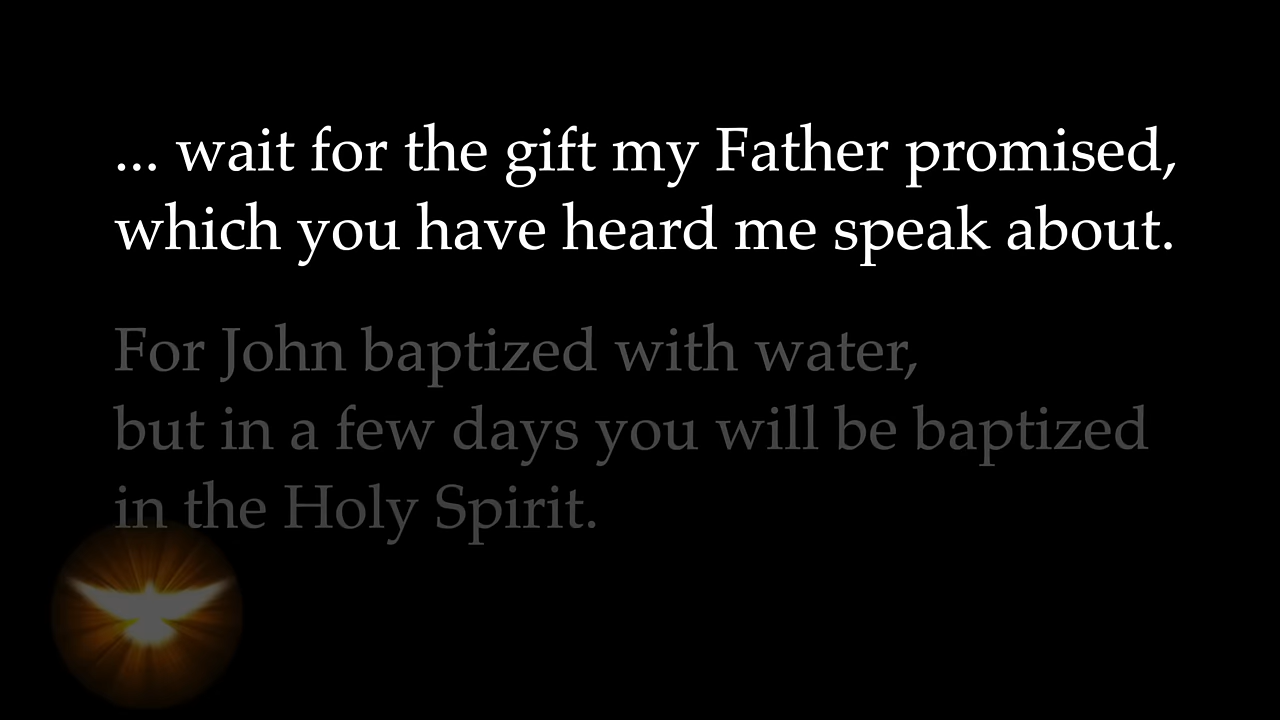 ... wait for the gift my Father promised,
which you have heard me speak about.
For John baptized with water,
but in a few days you will be baptized
in the Holy Spirit.